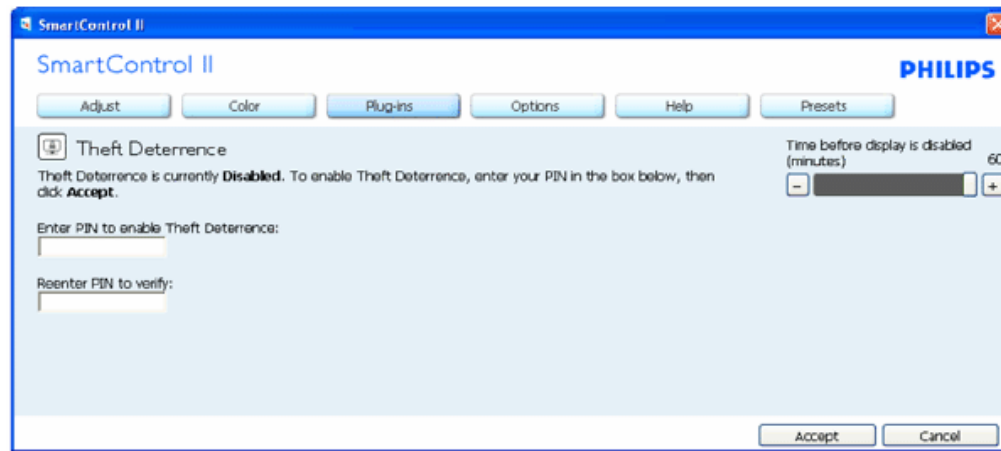 SmartControl II
SmartControl II
PHILIPS
Adjust Color Plug-ins Options Help Presets
Theft Deterrence
Theft Deterrence is currently Disabled. To enable Theft Deterrence, enter your PIN in the box below, then
click Accept.
Time before display is disabled
(minutes) 60
- +
Enter PIN to enable Theft Deterrence:
Reenter PIN to verify:
Accept Cancel